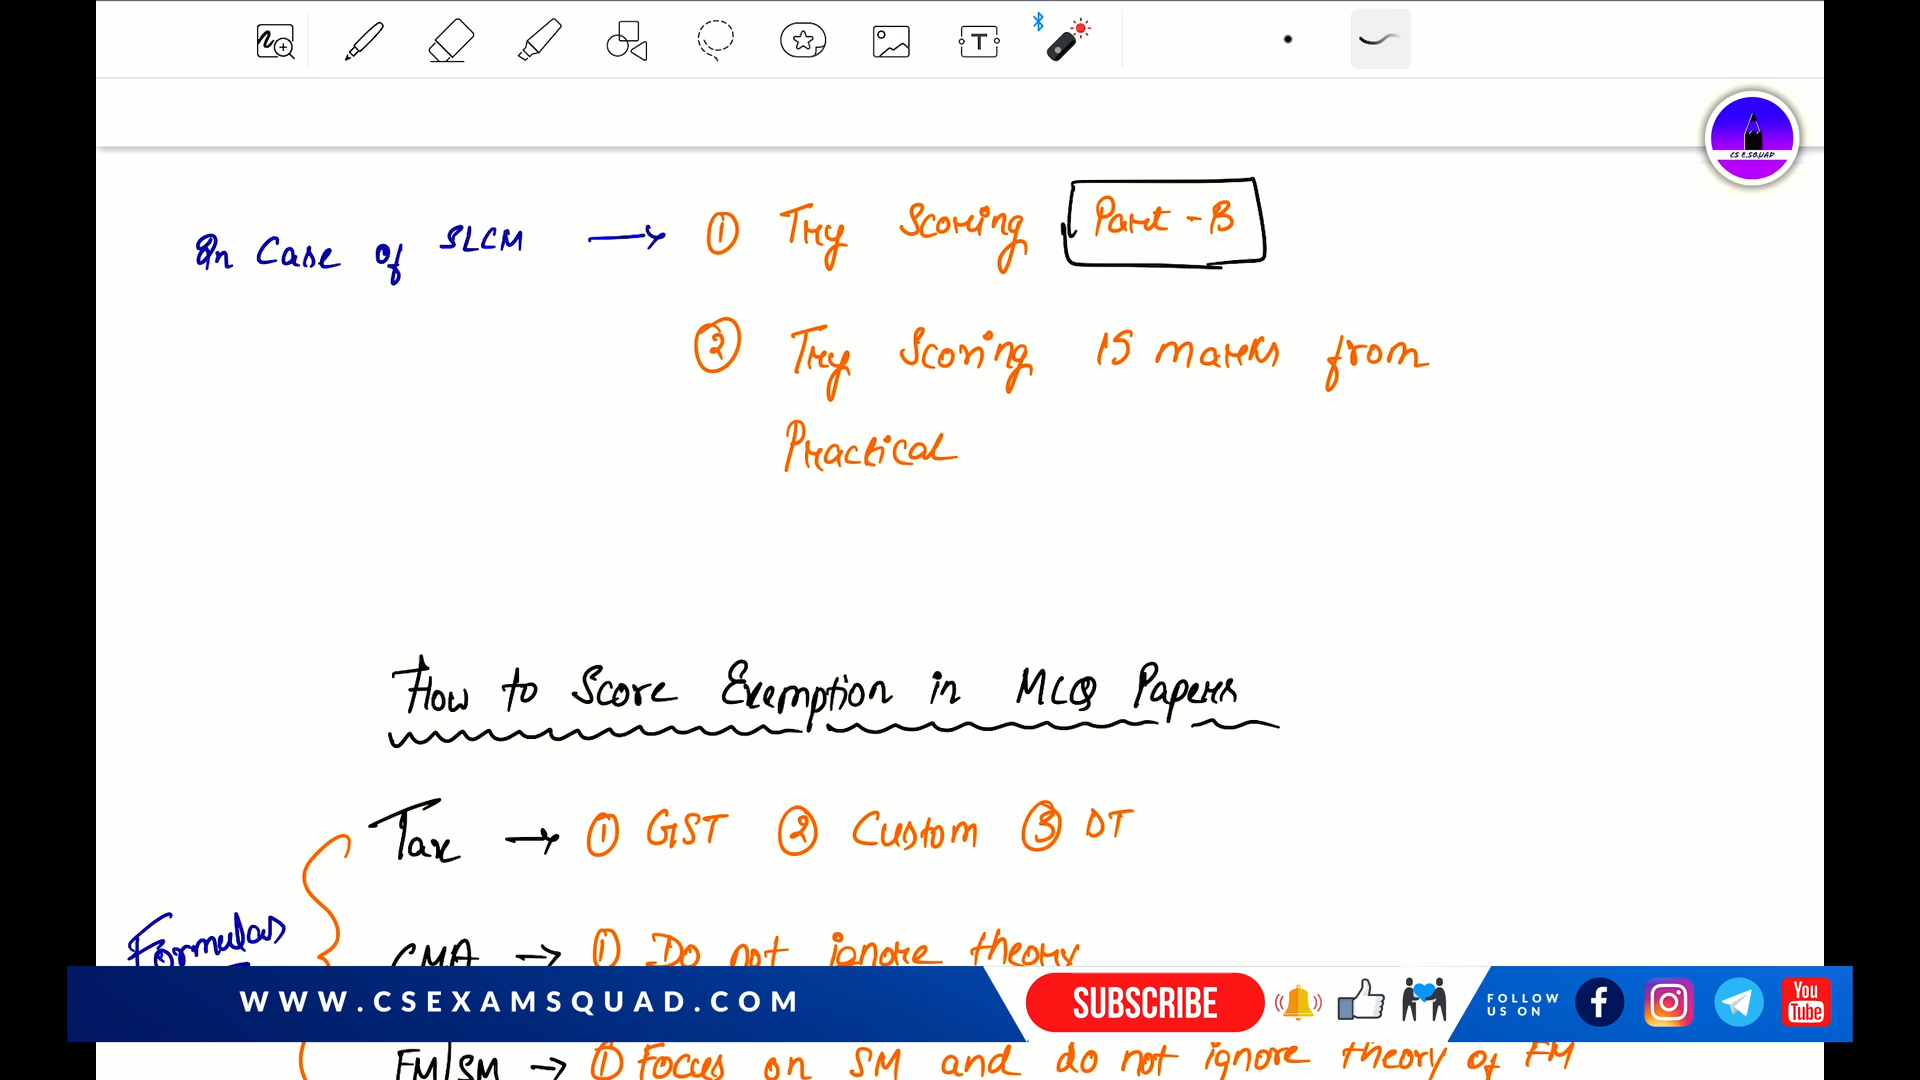 CS E.SQUAD
In Case of SLCM → ① Try Scoring Part - B
② Try Scoring 15 marks from
Practical
How to Score Exemption in MCQ Papers
Tax → ① GST ② Custom ③ DT
Formulas
CMA → ① Do not ignore theory
WWW.CSEXAMSQUAD.COM
SUBSCRIBE
FOLLOW
US ON
You
Tube
FM/SM → ① Focus on SM and do not ignore theory of FM